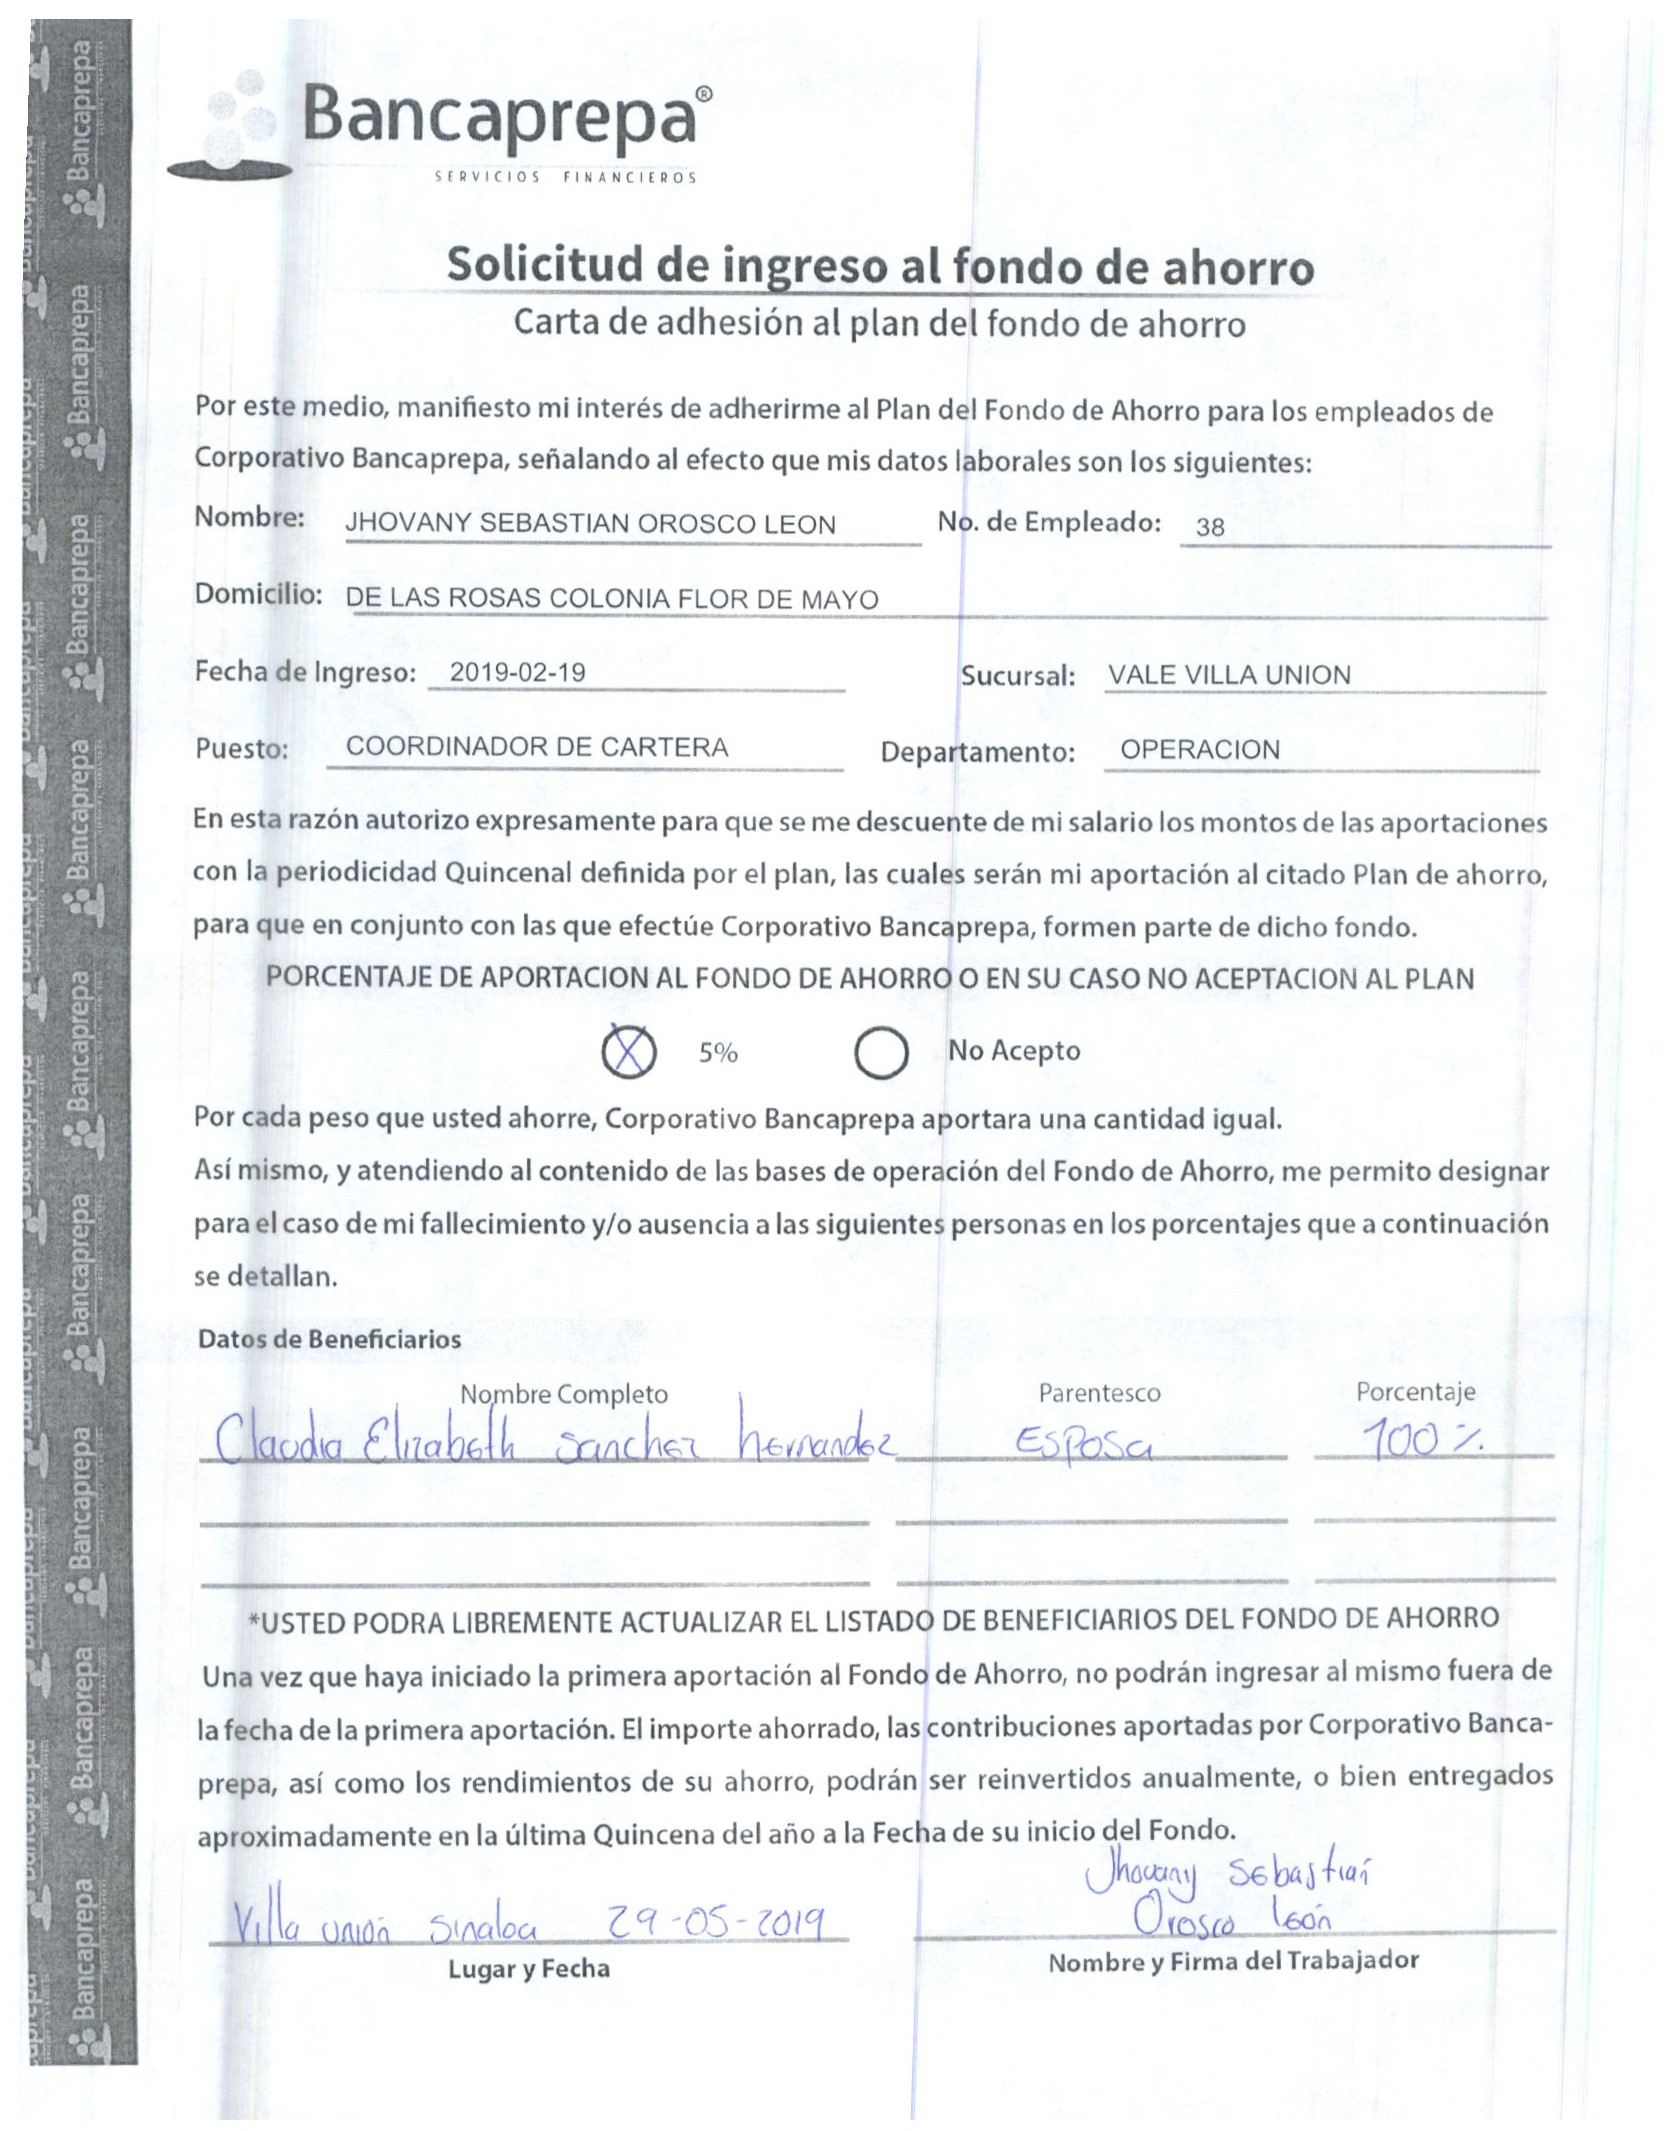 Bancaprepa®
SERVICIOS FINANCIEROS
Solicitud de ingreso al fondo de ahorro
Carta de adhesión al plan del fondo de ahorro
Por este medo, manifiesto mi interés de adherirme al Plan del Fondo de Ahorro para los empleados de
Corporativo Bancaprepa, señalando al efecto que mis datos laborales son los siguientes:
Nombre: JHOVANY SEBASTIAN OROSCO LEON No. de Empleado: 38
Domicilio: DE LAS ROSAS COLONIA FLOR DE MAYO
Fecha de Ingreso: 2019-02-19 Sucursal: VALE VILLA UNION
Puesto: COORDINADOR DE CARTERA Departamento: OPERACION
En esta razón autorizo expresamente para que se me descuente de mi salario los montos de las aportaciones
con la periodicidad Quincenal definida por el plan, las cuales serán mi aportación al citado Plan de ahorro,
para que en conjunto con las que efectúe Corporativo Bancaprepa, formen parte de dicho fondo.
PORCENTAJE DE APORTACION AL FONDO DE AHORRO O EN SU CASO NO ACEPTACION AL PLAN
X 5% No Acepto
Por cada peso que usted ahorre, Corporativo Bancaprepa aportara una cantidad igual.
Así mismo, y atendiendo al contenido de las bases de operación del Fondo de Ahorro, me permito designar
para el caso de mi fallecimiento y/o ausencia a las siguientes personas en los porcentajes que a continuación
se detallan.
Datos de Beneficiarios
Nombre Completo Parentesco Porcentaje
Claudia Elizabeth sanchez hernandez Esposa 100%
*USTED PODRA LIBREMENTE ACTUALIZAR EL LISTADO DE BENEFICIARIOS DEL FONDO DE AHORRO
Una vez que haya iniciado la primera aportación al Fondo de Ahorro, no podrán ingresar al mismo fuera de
la fecha de la primera aportación. El importe ahorrado, las contribuciones aportadas por Corporativo Banca-
prepa, así como los rendimientos de su ahorro, podrán ser reinvertidos anualmente, o bien entregados
aproximadamente en la última Quincena del año a la Fecha de su inicio del Fondo.
Jhovany Sebastian
Orosco León
Villa unión Sinaloa 29-05-2019
Lugar y Fecha Nombre y Firma del Trabajador
Bancaprepa Bancaprepa Bancaprepa Bancaprepa Bancaprepa Bancaprepa Bancaprepa Bancaprepa Bancaprepa